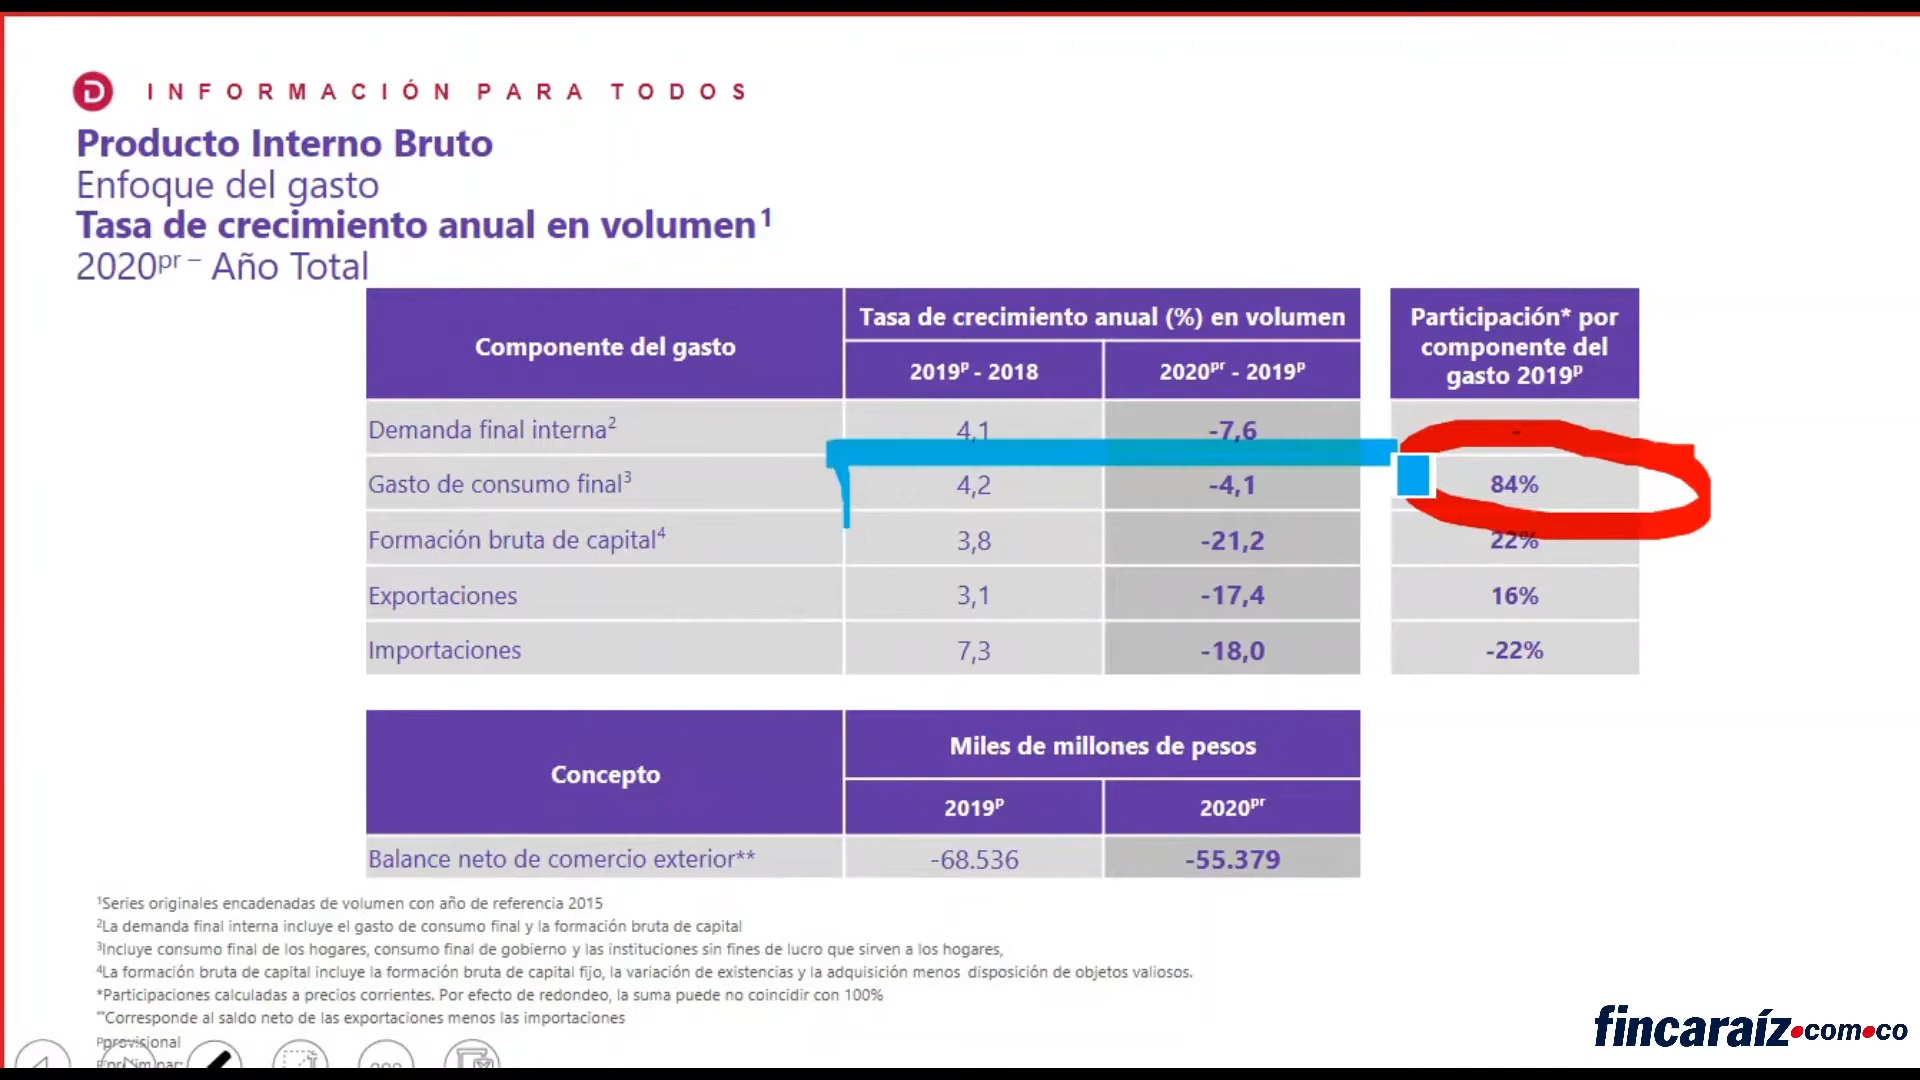 INFORMACIÓN PARA TODOS
Producto Interno Bruto
Enfoque del gasto
Tasa de crecimiento anual en volumen¹
2020ᵖʳ – Año Total
Componente del gasto
Tasa de crecimiento anual (%) en volumen
2019ᵖ - 2018
2020ᵖʳ - 2019ᵖ
Participación* por
componente del
gasto 2019ᵖ
Demanda final interna² 4,1 -7,6 -
Gasto de consumo final³ 4,2 -4,1 84%
Formación bruta de capital⁴ 3,8 -21,2 22%
Exportaciones 3,1 -17,4 16%
Importaciones 7,3 -18,0 -22%
Concepto
Miles de millones de pesos
2019ᵖ 2020ᵖʳ
Balance neto de comercio exterior** -68.536 -55.379
¹Series originales encadenadas de volumen con año de referencia 2015
²La demanda final interna incluye el gasto de consumo final y la formación bruta de capital
³Incluye consumo final de los hogares, consumo final de gobierno y las instituciones sin fines de lucro que sirven a los hogares,
⁴La formación bruta de capital incluye la formación bruta de capital fijo, la variación de existencias y la adquisición menos disposición de objetos valiosos.
*Participaciones calculadas a precios corrientes. Por efecto de redondeo, la suma puede no coincidir con 100%
**Corresponde al saldo neto de las exportaciones menos las importaciones
ᵖprovisional
fincaraíz.com.co